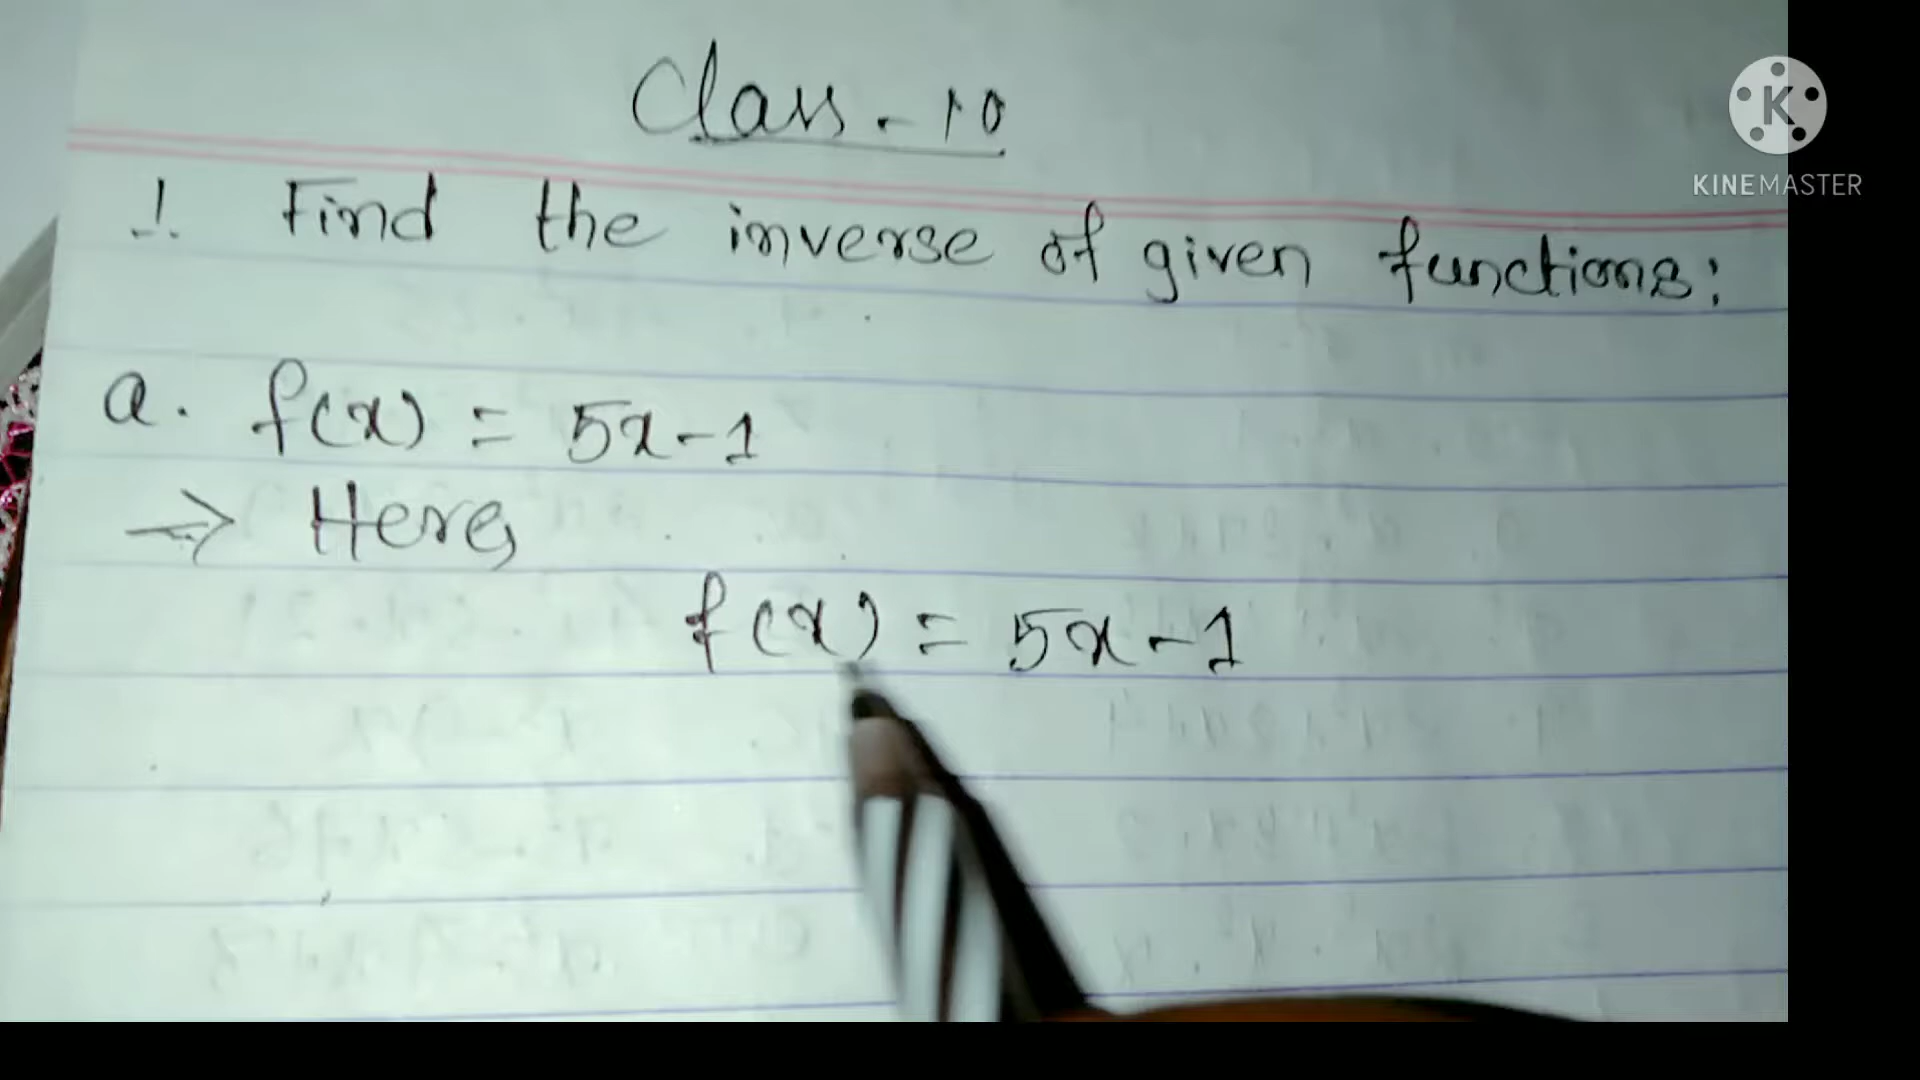 Class - 10
1. Find the inverse of given functions:
a. f(x) = 5x-1
⇒ Here,
f(x) = 5x-1
K
KINEMASTER